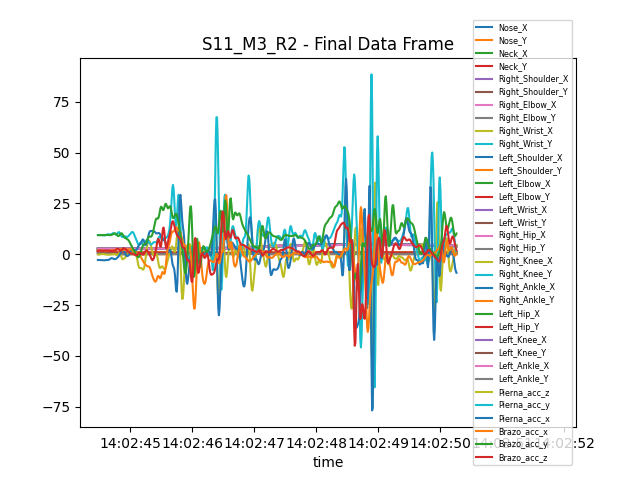 S11_M3_R2 - Final Data Frame
75
50
25
0
−25
−50
−75
14:02:45 14:02:46 14:02:47 14:02:48 14:02:49 14:02:50 14:02:51 14:02:52
time
Nose_X
Nose_Y
Neck_X
Neck_Y
Right_Shoulder_X
Right_Shoulder_Y
Right_Elbow_X
Right_Elbow_Y
Right_Wrist_X
Right_Wrist_Y
Left_Shoulder_X
Left_Shoulder_Y
Left_Elbow_X
Left_Elbow_Y
Left_Wrist_X
Left_Wrist_Y
Right_Hip_X
Right_Hip_Y
Right_Knee_X
Right_Knee_Y
Right_Ankle_X
Right_Ankle_Y
Left_Hip_X
Left_Hip_Y
Left_Knee_X
Left_Knee_Y
Left_Ankle_X
Left_Ankle_Y
Pierna_acc_z
Pierna_acc_y
Pierna_acc_x
Brazo_acc_x
Brazo_acc_y
Brazo_acc_z